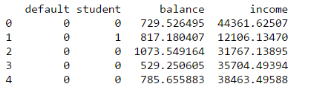 default student balance income
0 0 0 729.526495 44361.62507
1 0 1 817.180407 12106.13470
2 0 0 1073.549164 31767.13895
3 0 0 529.250605 35704.49394
4 0 0 785.655883 38463.49588